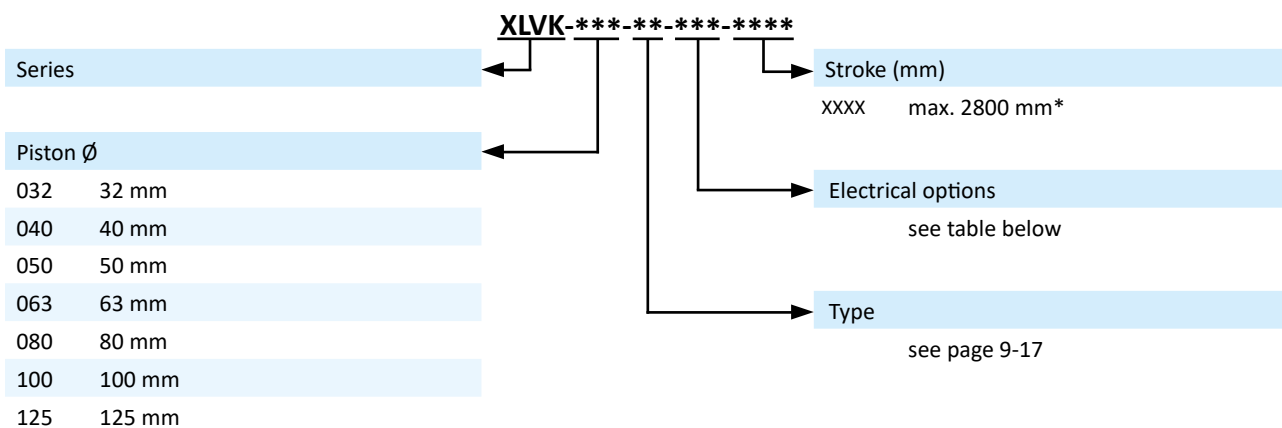 XLVK-***-**-***-****
Series
Piston Ø
032 32 mm
040 40 mm
050 50 mm
063 63 mm
080 80 mm
100 100 mm
125 125 mm
Stroke (mm)
XXXX max. 2800 mm*
Electrical options
see table below
Type
see page 9-17